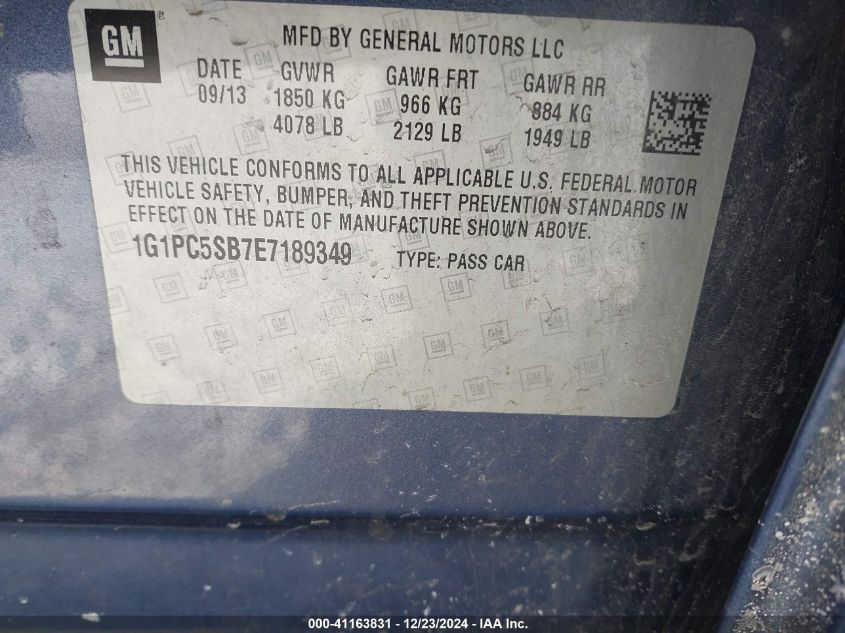 GM ®
MFD BY GENERAL MOTORS LLC
DATE GVWR GAWR FRT GAWR RR
09/13 1850 KG 966 KG 884 KG
4078 LB 2129 LB 1949 LB
THIS VEHICLE CONFORMS TO ALL APPLICABLE U.S. FEDERAL MOTOR
VEHICLE SAFETY, BUMPER, AND THEFT PREVENTION STANDARDS IN
EFFECT ON THE DATE OF MANUFACTURE SHOWN ABOVE.
1G1PC5SB7E7189349 TYPE: PASS CAR
000-41163831 - 12/23/2024 - IAA Inc.